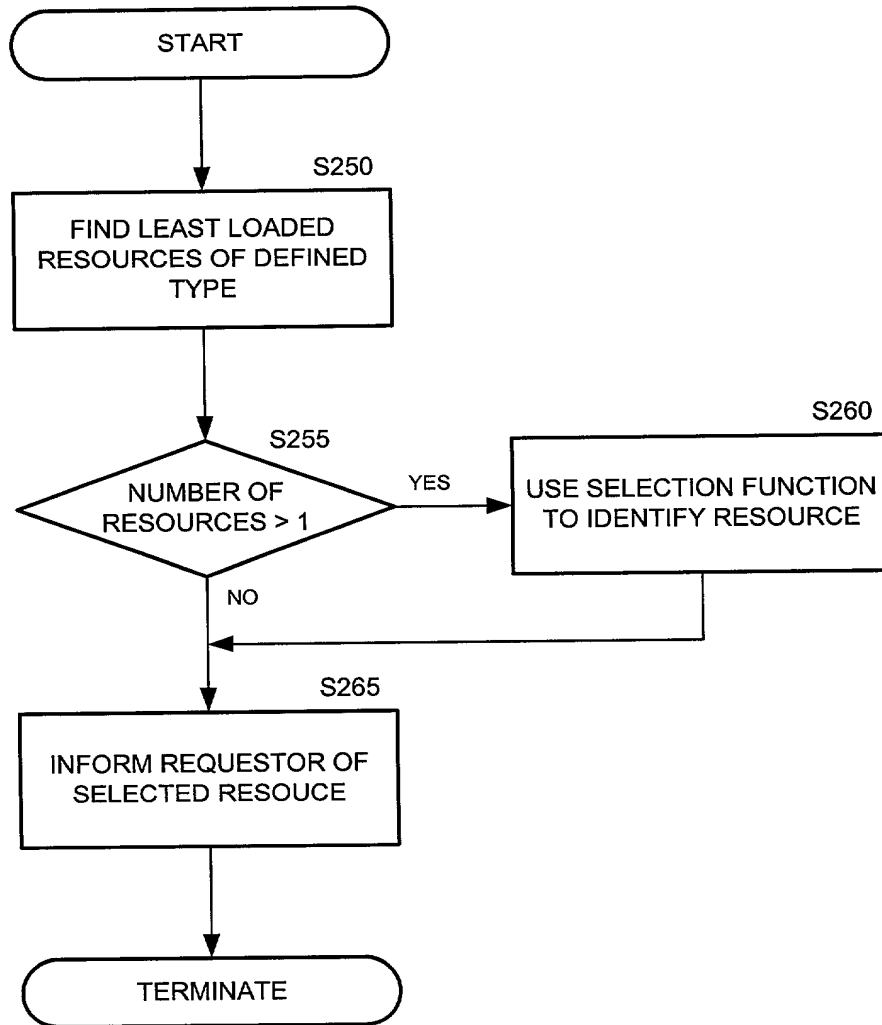 START
S250
FIND LEAST LOADED
RESOURCES OF DEFINED
TYPE
S255
NUMBER OF
RESOURCES > 1
YES
S260
USE SELECTION FUNCTION
TO IDENTIFY RESOURCE
NO
S265
INFORM REQUESTOR OF
SELECTED RESOUCE
TERMINATE